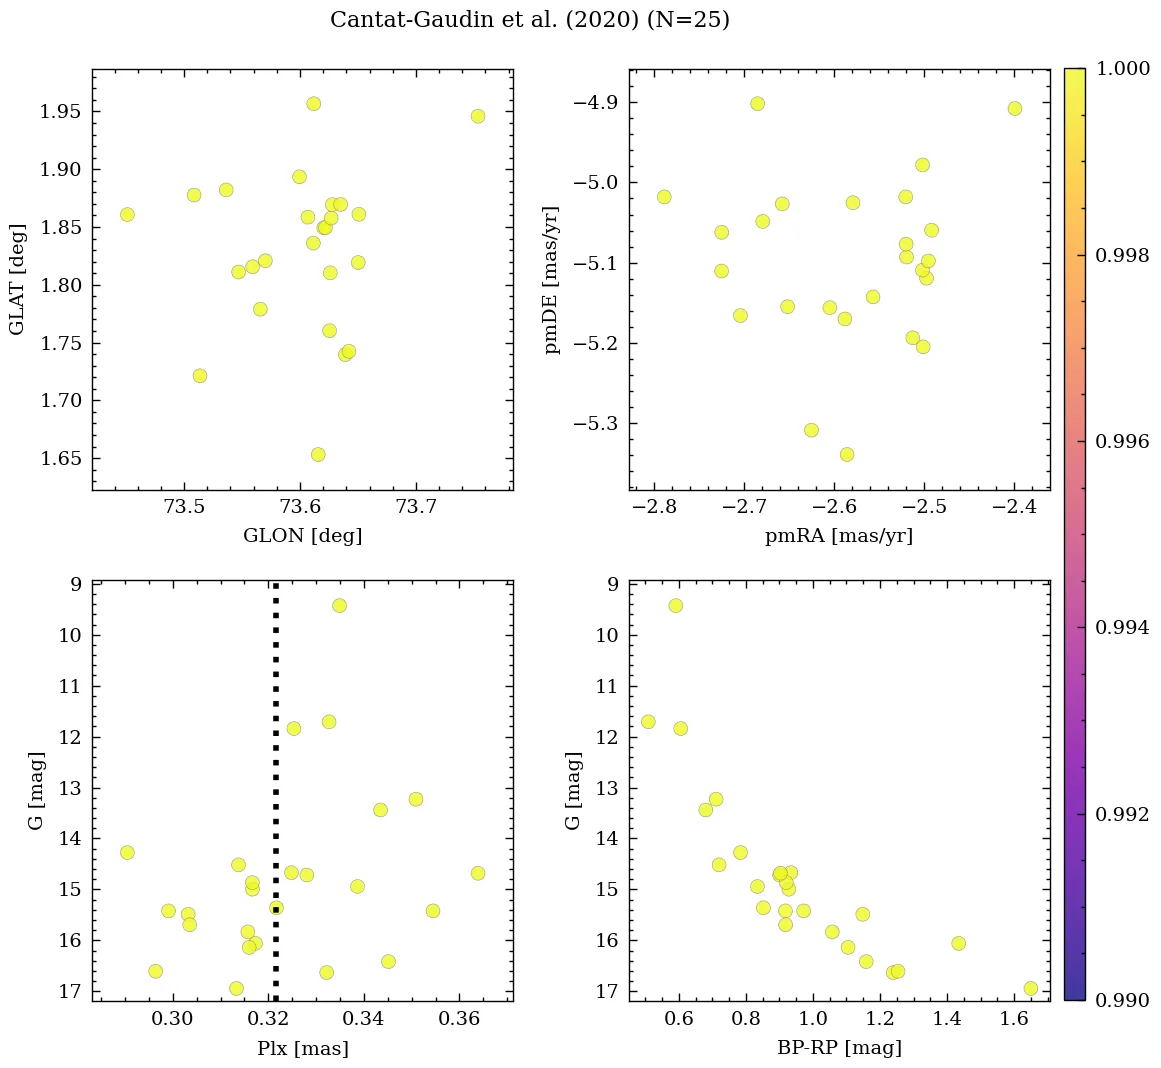 Cantat-Gaudin et al. (2020) (N=25)
1.95
1.90
1.85
1.80
1.75
1.70
1.65
GLAT [deg]
73.5 73.6 73.7
GLON [deg]
−4.9
−5.0
−5.1
−5.2
−5.3
pmDE [mas/yr]
−2.8 −2.7 −2.6 −2.5 −2.4
pmRA [mas/yr]
9
10
11
12
13
14
15
16
17
G [mag]
0.30 0.32 0.34 0.36
Plx [mas]
9
10
11
12
13
14
15
16
17
G [mag]
0.6 0.8 1.0 1.2 1.4 1.6
BP-RP [mag]
1.000
0.998
0.996
0.994
0.992
0.990